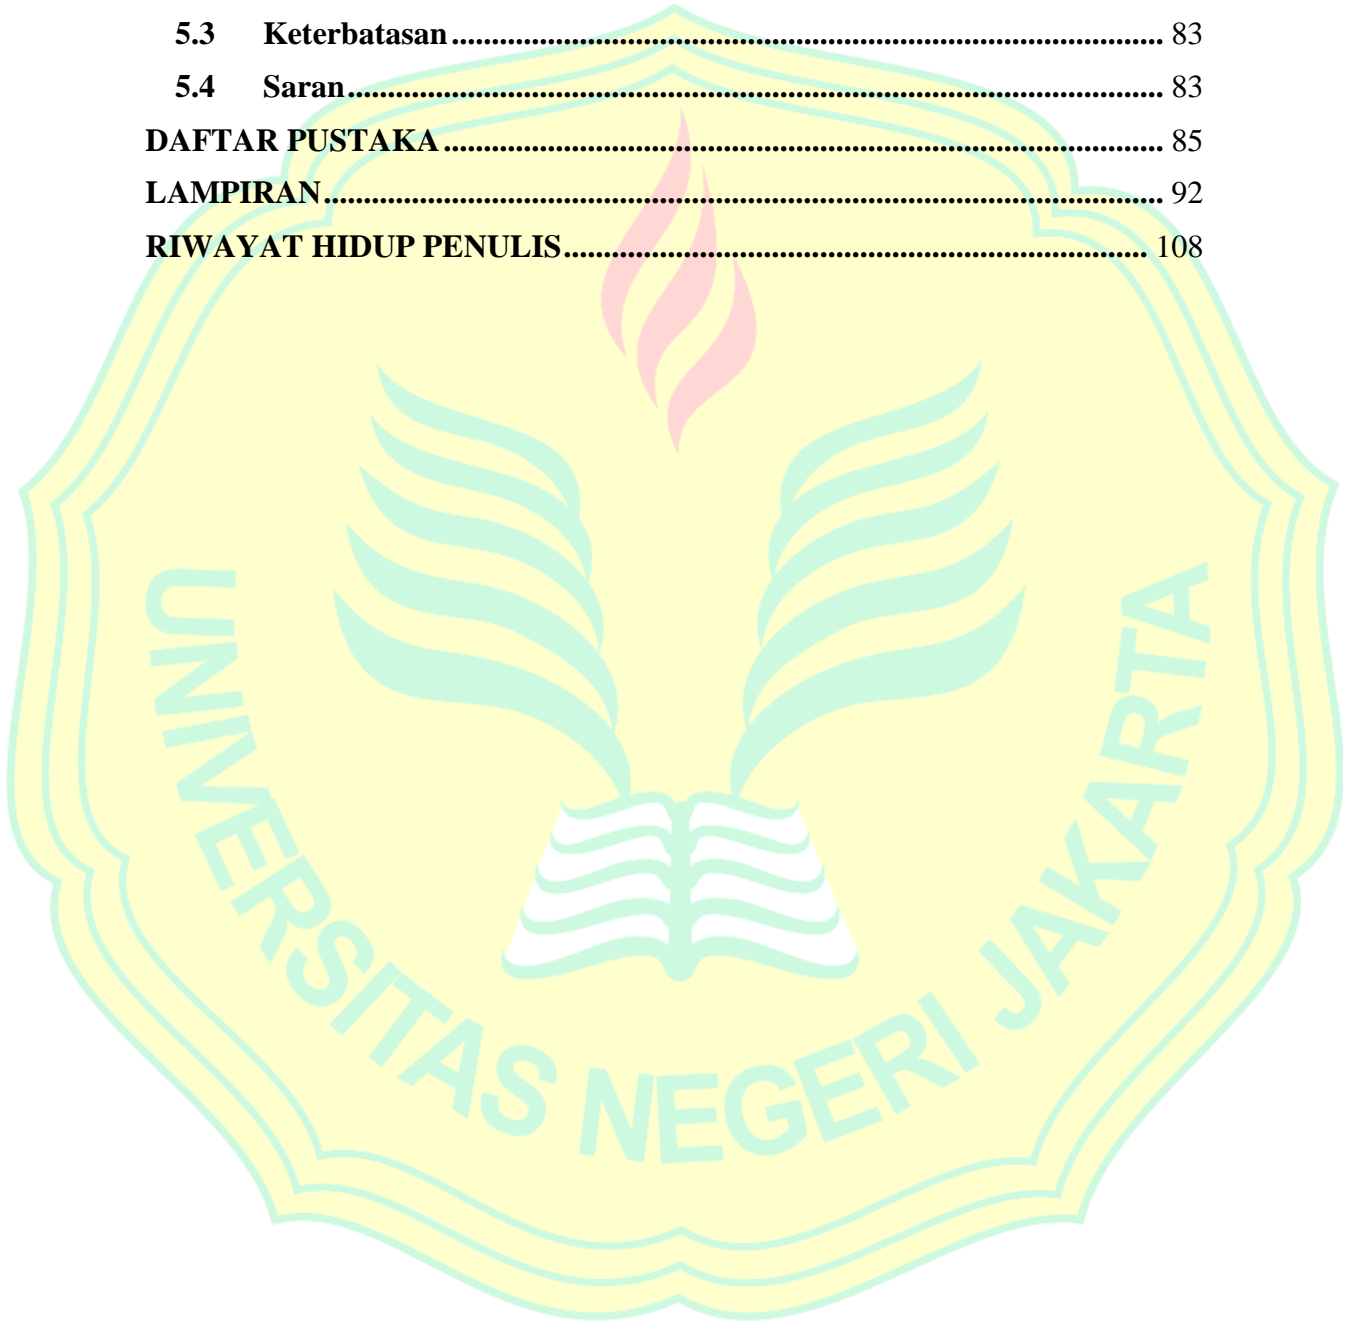 5.3 Keterbatasan........................................................................................ 83
5.4 Saran..................................................................................................... 83
DAFTAR PUSTAKA......................................................................................... 85
LAMPIRAN........................................................................................................ 92
RIWAYAT HIDUP PENULIS........................................................................ 108
UNIVERSITAS NEGERI JAKARTA